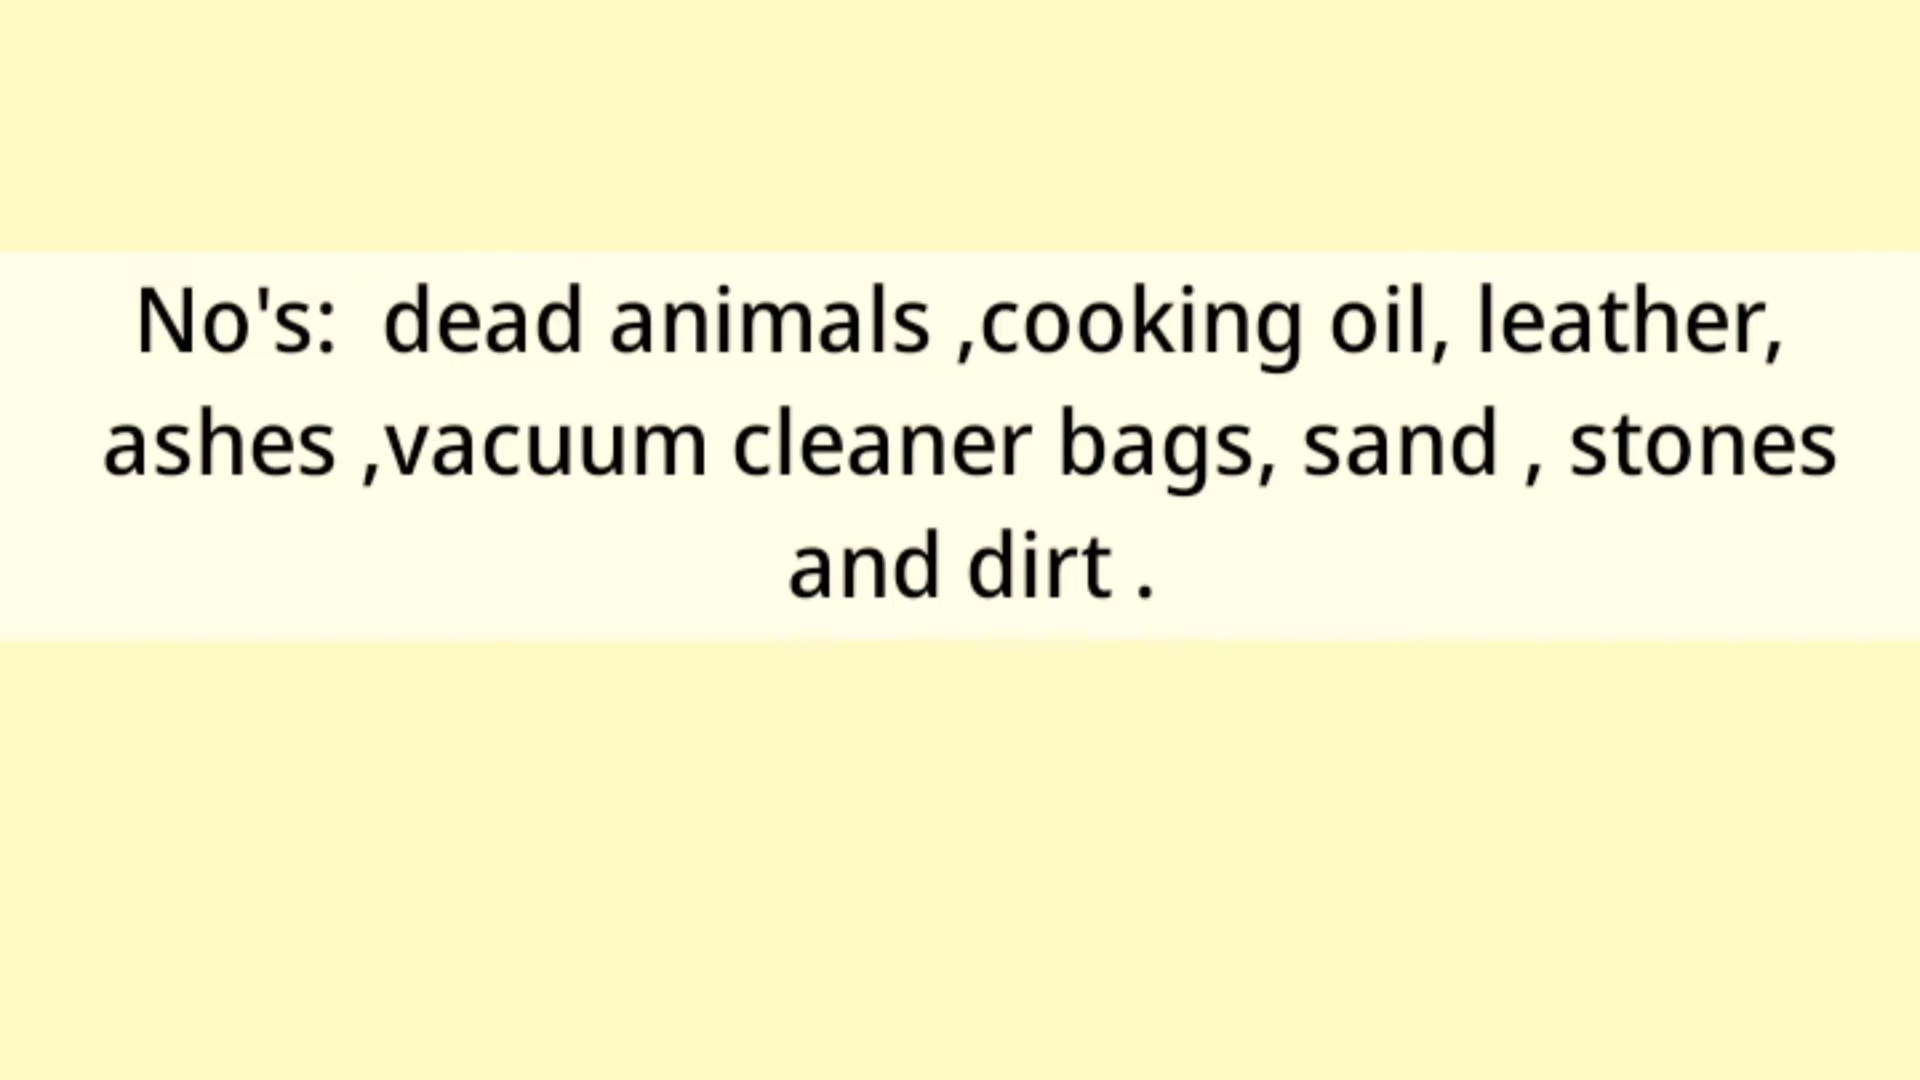 No's:  dead animals ,cooking oil, leather,
ashes ,vacuum cleaner bags, sand , stones
and dirt .